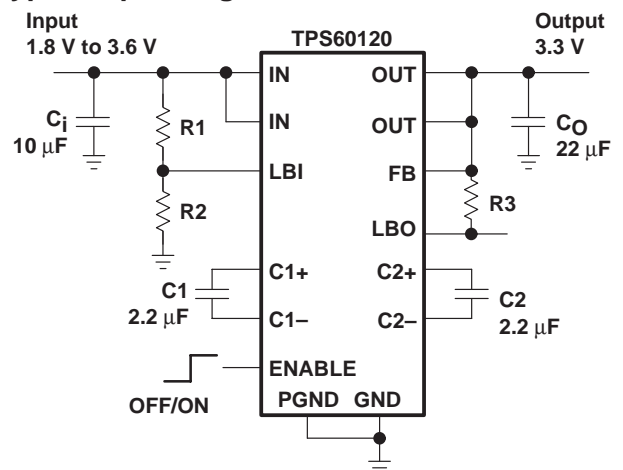 Input
1.8 V to 3.6 V
TPS60120
Output
3.3 V
IN
OUT
Ci
10 μF
R1
IN
OUT
CO
22 μF
LBI
FB
R2
R3
LBO
C1+
C2+
C1
2.2 μF
C1–
C2–
C2
2.2 μF
ENABLE
OFF/ON
PGND GND